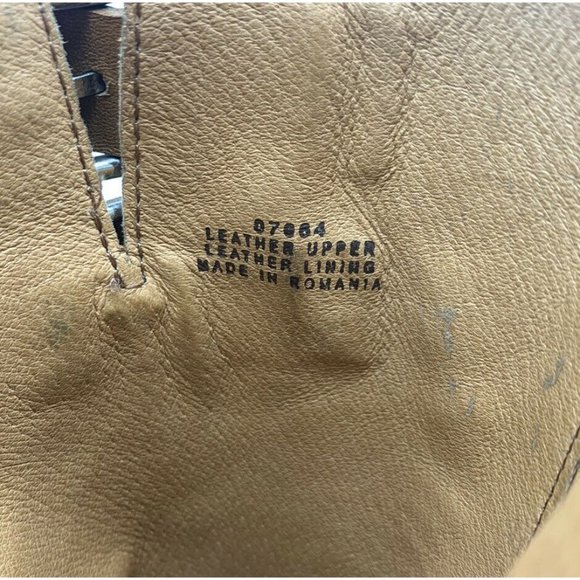 07664
LEATHER UPPER
LEATHER LINING
MADE IN ROMANIA